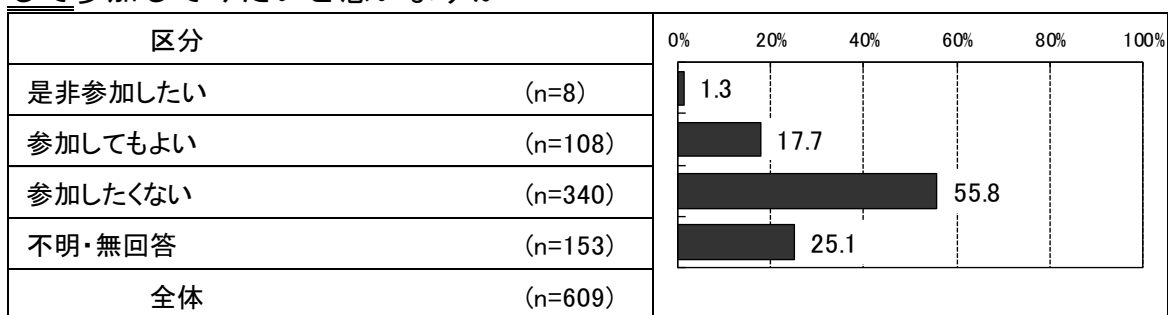 区分
0% 20% 40% 60% 80% 100%
是非参加したい (n=8) 1.3
参加してもよい (n=108) 17.7
参加したくない (n=340) 55.8
不明・無回答 (n=153) 25.1
全体 (n=609)